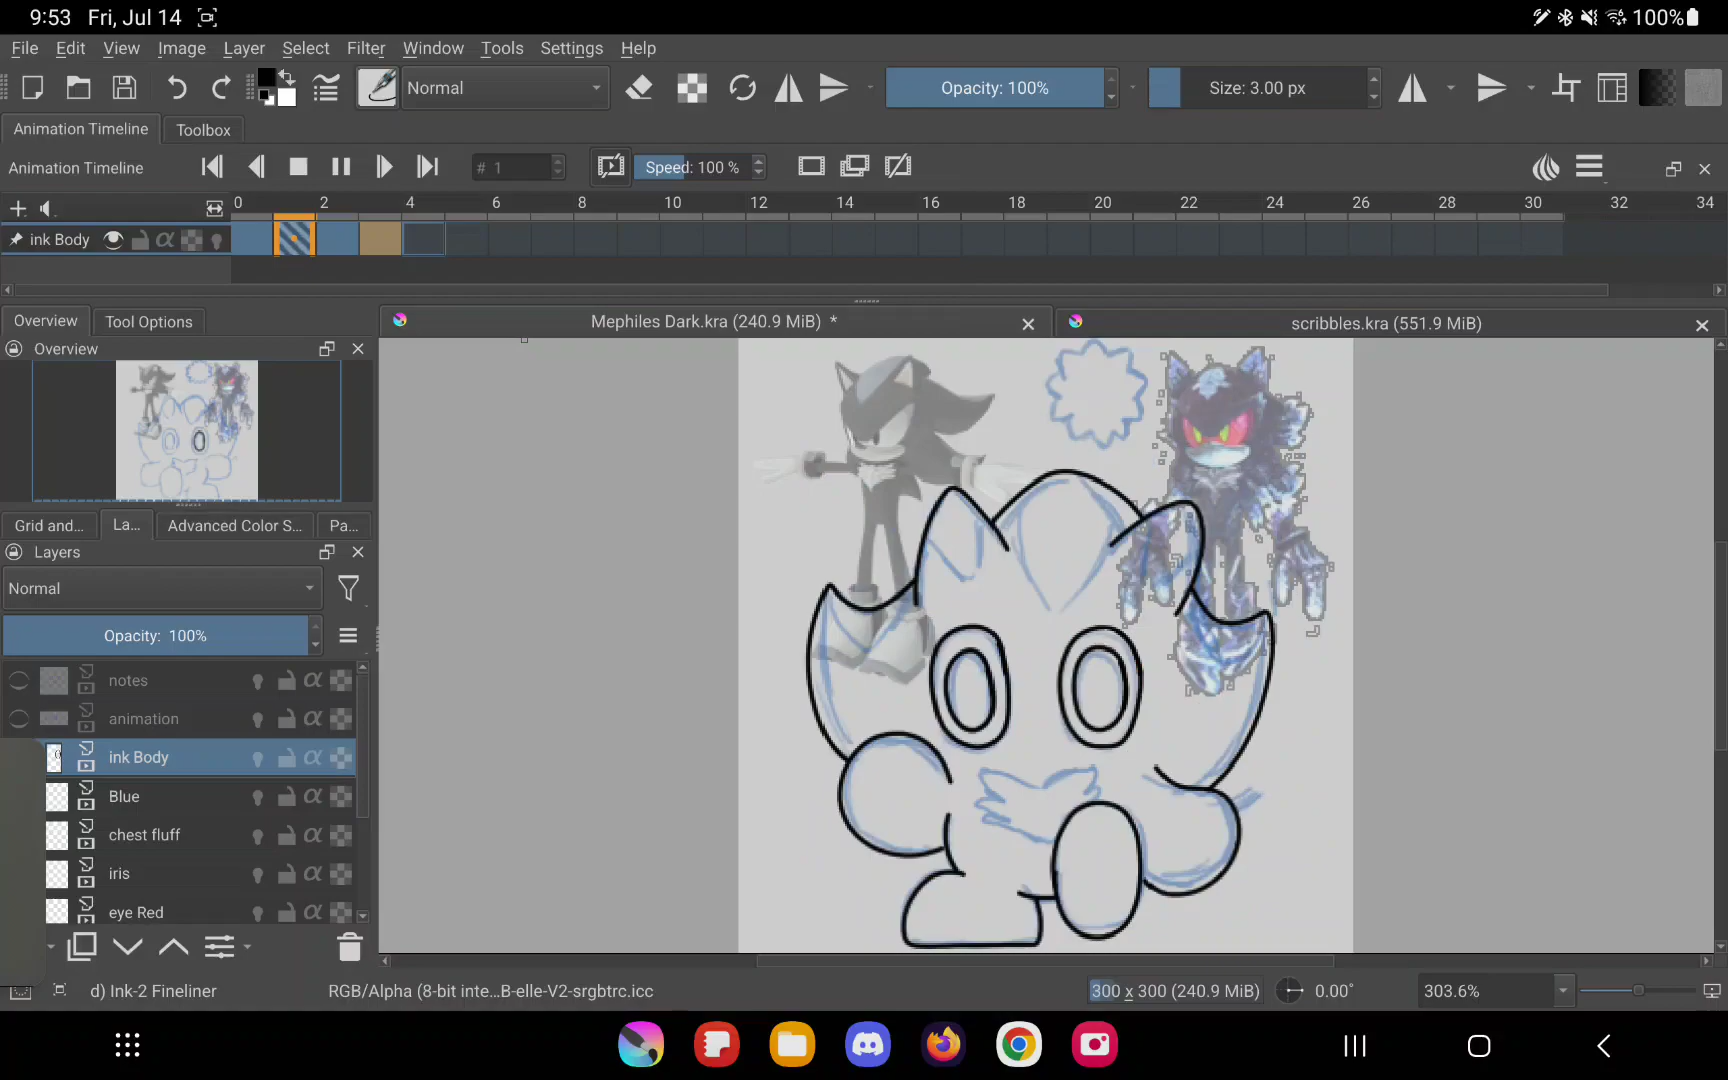 9:53 Fri, Jul 14 100%
File Edit View Image Layer Select Filter Window Tools Settings Help
Normal Opacity: 100% Size: 3.00 px
Animation Timeline Toolbox
Animation Timeline # 1 Speed: 100 %
0 2 4 6 8 10 12 14 16 18 20 22 24 26 28 30 32 34
ink Body
Overview Tool Options
Mephiles Dark.kra (240.9 MiB) * scribbles.kra (551.9 MiB)
Overview
Grid and... La... Advanced Color S... Pa...
Layers
Normal
Opacity: 100%
notes
animation
ink Body
Blue
chest fluff
iris
eye Red
d) Ink-2 Fineliner RGB/Alpha (8-bit inte...B-elle-V2-srgbtrc.icc 300 x 300 (240.9 MiB) 0.00° 303.6%